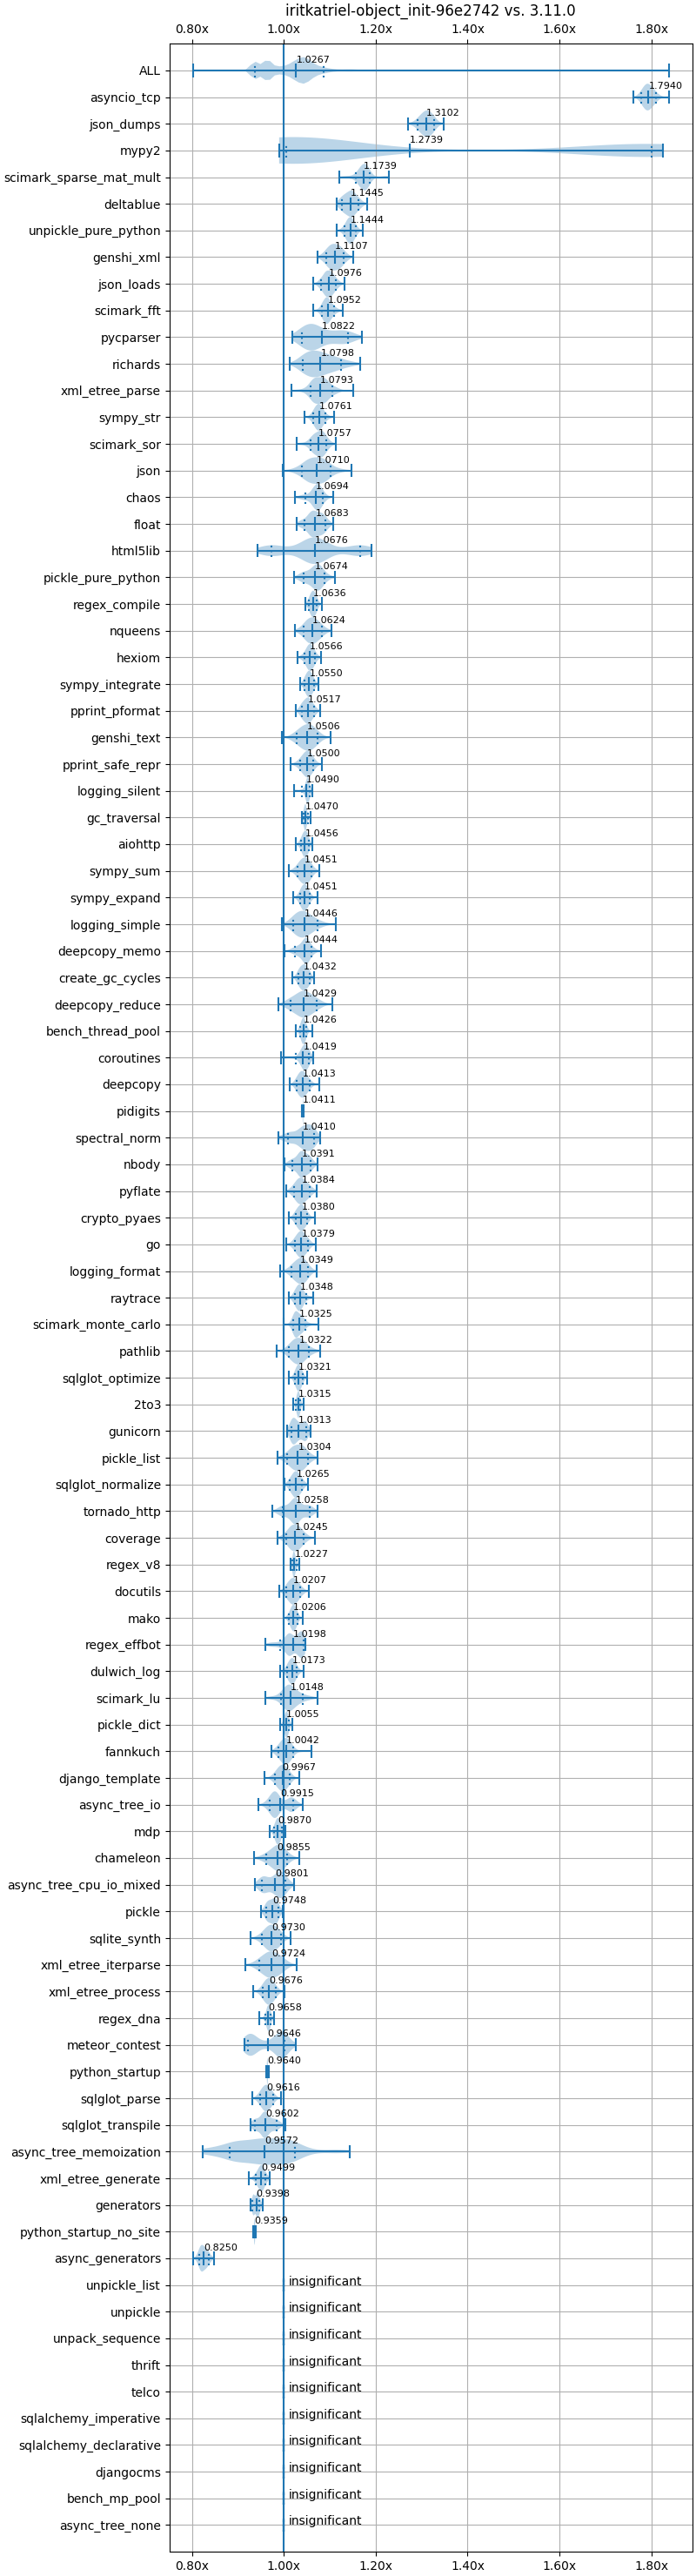 iritkatriel-object_init-96e2742 vs. 3.11.0
0.80x 1.00x 1.20x 1.40x 1.60x 1.80x
ALL 1.0267
asyncio_tcp 1.7940
json_dumps 1.3102
mypy2 1.2739
scimark_sparse_mat_mult 1.1739
deltablue 1.1445
unpickle_pure_python 1.1444
genshi_xml 1.1107
json_loads 1.0976
scimark_fft 1.0952
pycparser 1.0822
richards 1.0798
xml_etree_parse 1.0793
sympy_str 1.0761
scimark_sor 1.0757
json 1.0710
chaos 1.0694
float 1.0683
html5lib 1.0676
pickle_pure_python 1.0674
regex_compile 1.0636
nqueens 1.0624
hexiom 1.0566
sympy_integrate 1.0550
pprint_pformat 1.0517
genshi_text 1.0506
pprint_safe_repr 1.0500
logging_silent 1.0490
gc_traversal 1.0470
aiohttp 1.0456
sympy_sum 1.0451
sympy_expand 1.0451
logging_simple 1.0446
deepcopy_memo 1.0444
create_gc_cycles 1.0432
deepcopy_reduce 1.0429
bench_thread_pool 1.0426
coroutines 1.0419
deepcopy 1.0413
pidigits 1.0411
spectral_norm 1.0410
nbody 1.0391
pyflate 1.0384
crypto_pyaes 1.0380
go 1.0379
logging_format 1.0349
raytrace 1.0348
scimark_monte_carlo 1.0325
pathlib 1.0322
sqlglot_optimize 1.0321
2to3 1.0315
gunicorn 1.0313
pickle_list 1.0304
sqlglot_normalize 1.0265
tornado_http 1.0258
coverage 1.0245
regex_v8 1.0227
docutils 1.0207
mako 1.0206
regex_effbot 1.0198
dulwich_log 1.0173
scimark_lu 1.0148
pickle_dict 1.0055
fannkuch 1.0042
django_template 0.9967
async_tree_io 0.9915
mdp 0.9870
chameleon 0.9855
async_tree_cpu_io_mixed 0.9801
pickle 0.9748
sqlite_synth 0.9730
xml_etree_iterparse 0.9724
xml_etree_process 0.9676
regex_dna 0.9658
meteor_contest 0.9646
python_startup 0.9640
sqlglot_parse 0.9616
sqlglot_transpile 0.9602
async_tree_memoization 0.9572
xml_etree_generate 0.9499
generators 0.9398
python_startup_no_site 0.9359
async_generators 0.8250
unpickle_list insignificant
unpickle insignificant
unpack_sequence insignificant
thrift insignificant
telco insignificant
sqlalchemy_imperative insignificant
sqlalchemy_declarative insignificant
djangocms insignificant
bench_mp_pool insignificant
async_tree_none insignificant
0.80x 1.00x 1.20x 1.40x 1.60x 1.80x